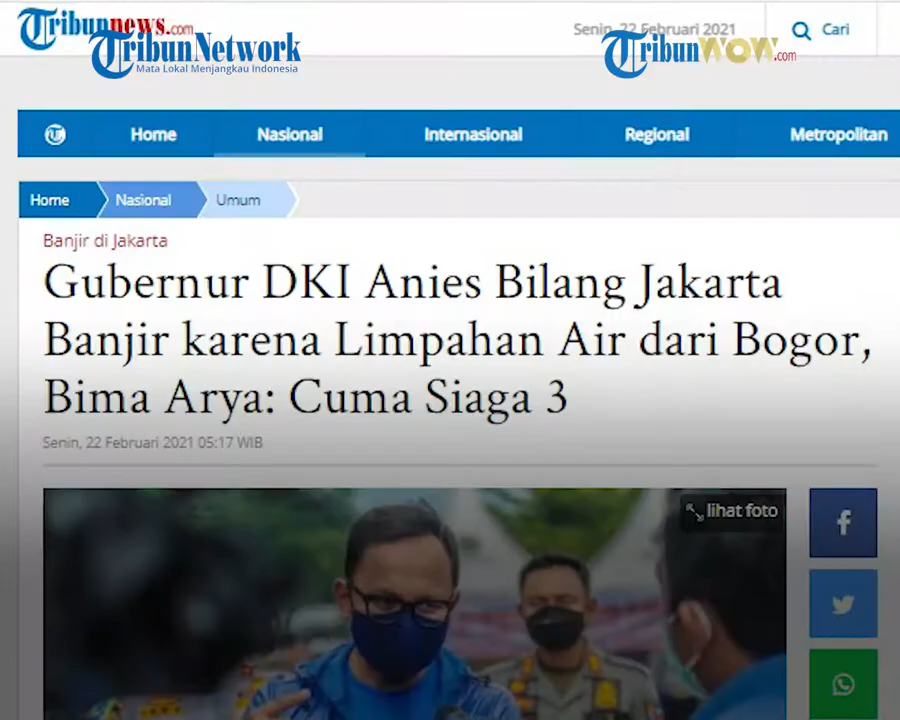 Tribunnews.com
TribunNetwork
Mata Lokal Menjangkau Indonesia
Senin, 22 Februari 2021
Cari
TribunWOW.com
Home Nasional Internasional Regional Metropolitan
Home Nasional Umum
Banjir di Jakarta
Gubernur DKI Anies Bilang Jakarta
Banjir karena Limpahan Air dari Bogor,
Bima Arya: Cuma Siaga 3
Senin, 22 Februari 2021 05:17 WIB
lihat foto